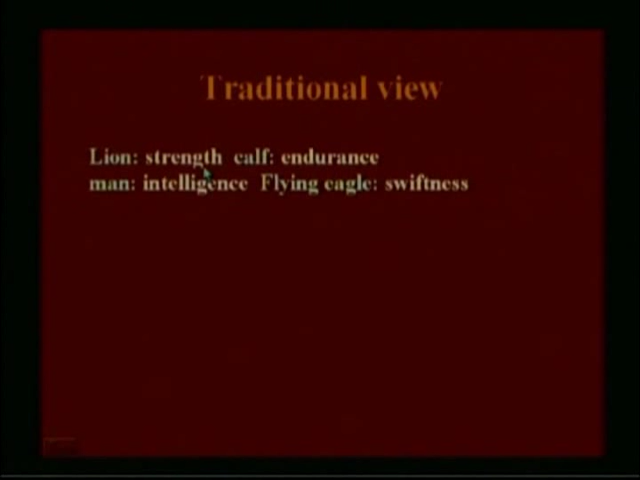 Traditional view
Lion: strength calf: endurance
man: intelligence Flying eagle: swiftness